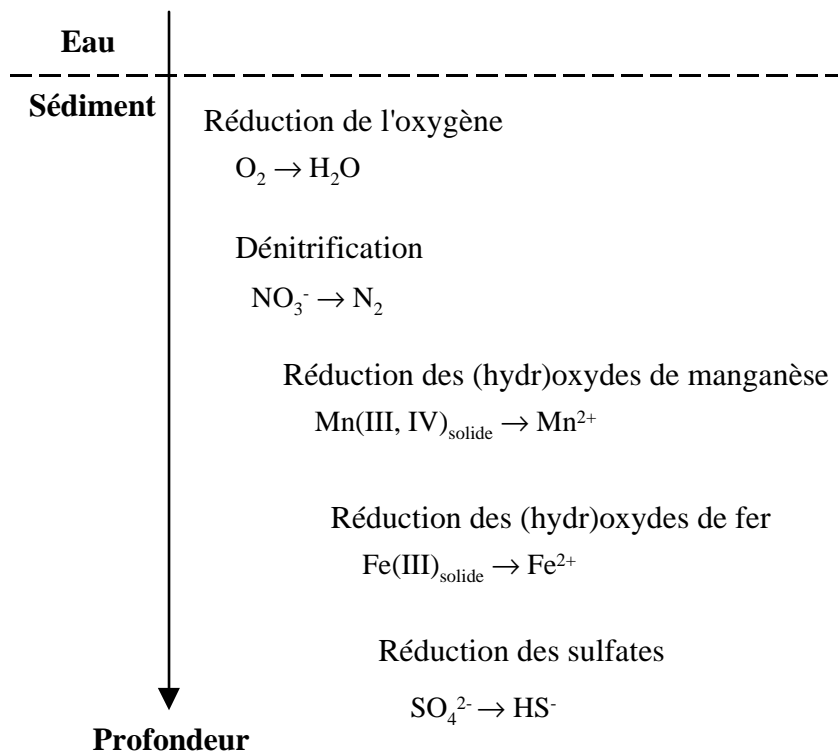 Eau
Sédiment
Réduction de l'oxygène
O₂ → H₂O
Dénitrification
NO₃⁻ → N₂
Réduction des (hydr)oxydes de manganèse
Mn(III, IV)solide → Mn²⁺
Réduction des (hydr)oxydes de fer
Fe(III)solide → Fe²⁺
Réduction des sulfates
SO₄²⁻ → HS⁻
Profondeur